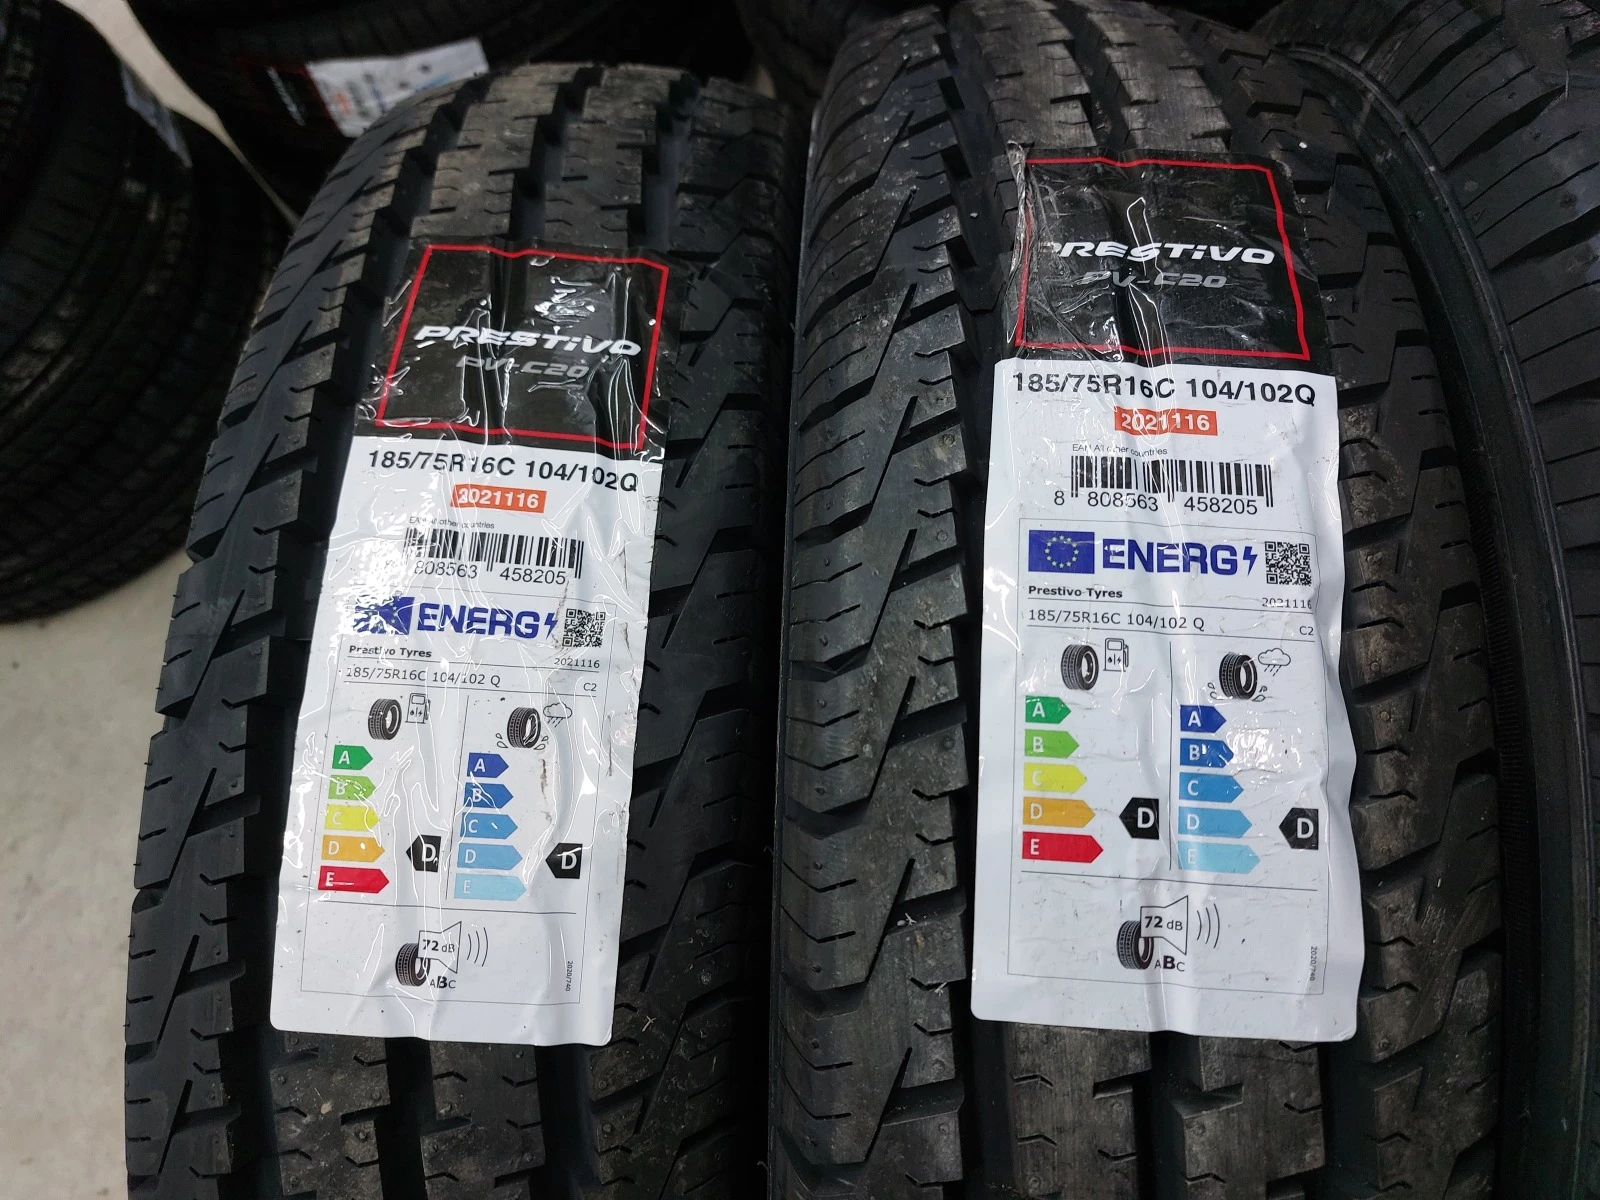 PRESTiVO
PV-C20
185/75R16C 104/102Q
2021116
EAN All other countries
808563 458205
ENERG
Prestivo Tyres
2021116
185/75R16C 104/102 Q
C2
A
A
B
B
C
C
D
D
D
D
E
E
72 dB
ABC
2020/740
PRESTiVO
PV-C20
185/75R16C 104/102Q
2021116
EAN All other countries
8 808563 458205
ENERG
Prestivo Tyres
2021116
185/75R16C 104/102 Q
C2
A
A
B
B
C
C
D
D
D
D
E
E
72 dB
ABC
2020/740